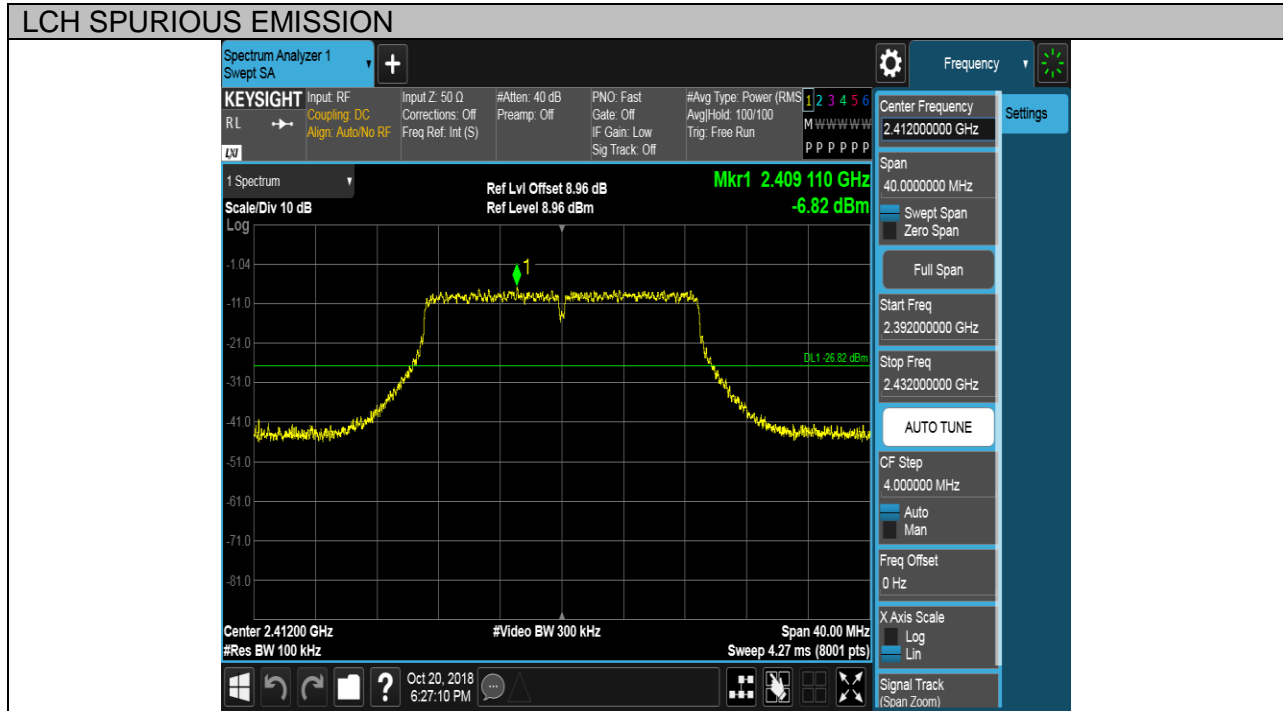 LCH SPURIOUS EMISSION
Spectrum Analyzer 1
Swept SA
+
Frequency
KEYSIGHT
RL
LXI
Input: RF
Coupling: DC
Align: Auto/No RF
Input Z: 50 Ω
Corrections: Off
Freq Ref: Int (S)
#Atten: 40 dB
Preamp: Off
PNO: Fast
Gate: Off
IF Gain: Low
Sig Track: Off
#Avg Type: Power (RMS
Avg|Hold: 100/100
Trig: Free Run
1 2 3 4 5 6
M W W W W W
P P P P P P
1 Spectrum
Scale/Div 10 dB
Ref Lvl Offset 8.96 dB
Ref Level 8.96 dBm
Mkr1 2.409 110 GHz
-6.82 dBm
Log
-1.04
-11.0
-21.0
-31.0
-41.0
-51.0
-61.0
-71.0
-81.0
1
DL1 -26.82 dBm
Center 2.41200 GHz
#Res BW 100 kHz
#Video BW 300 kHz
Span 40.00 MHz
Sweep 4.27 ms (8001 pts)
?
Oct 20, 2018
6:27:10 PM
Center Frequency
2.412000000 GHz
Settings
Span
40.0000000 MHz
Swept Span
Zero Span
Full Span
Start Freq
2.392000000 GHz
Stop Freq
2.432000000 GHz
AUTO TUNE
CF Step
4.000000 MHz
Auto
Man
Freq Offset
0 Hz
X Axis Scale
Log
Lin
Signal Track
(Span Zoom)